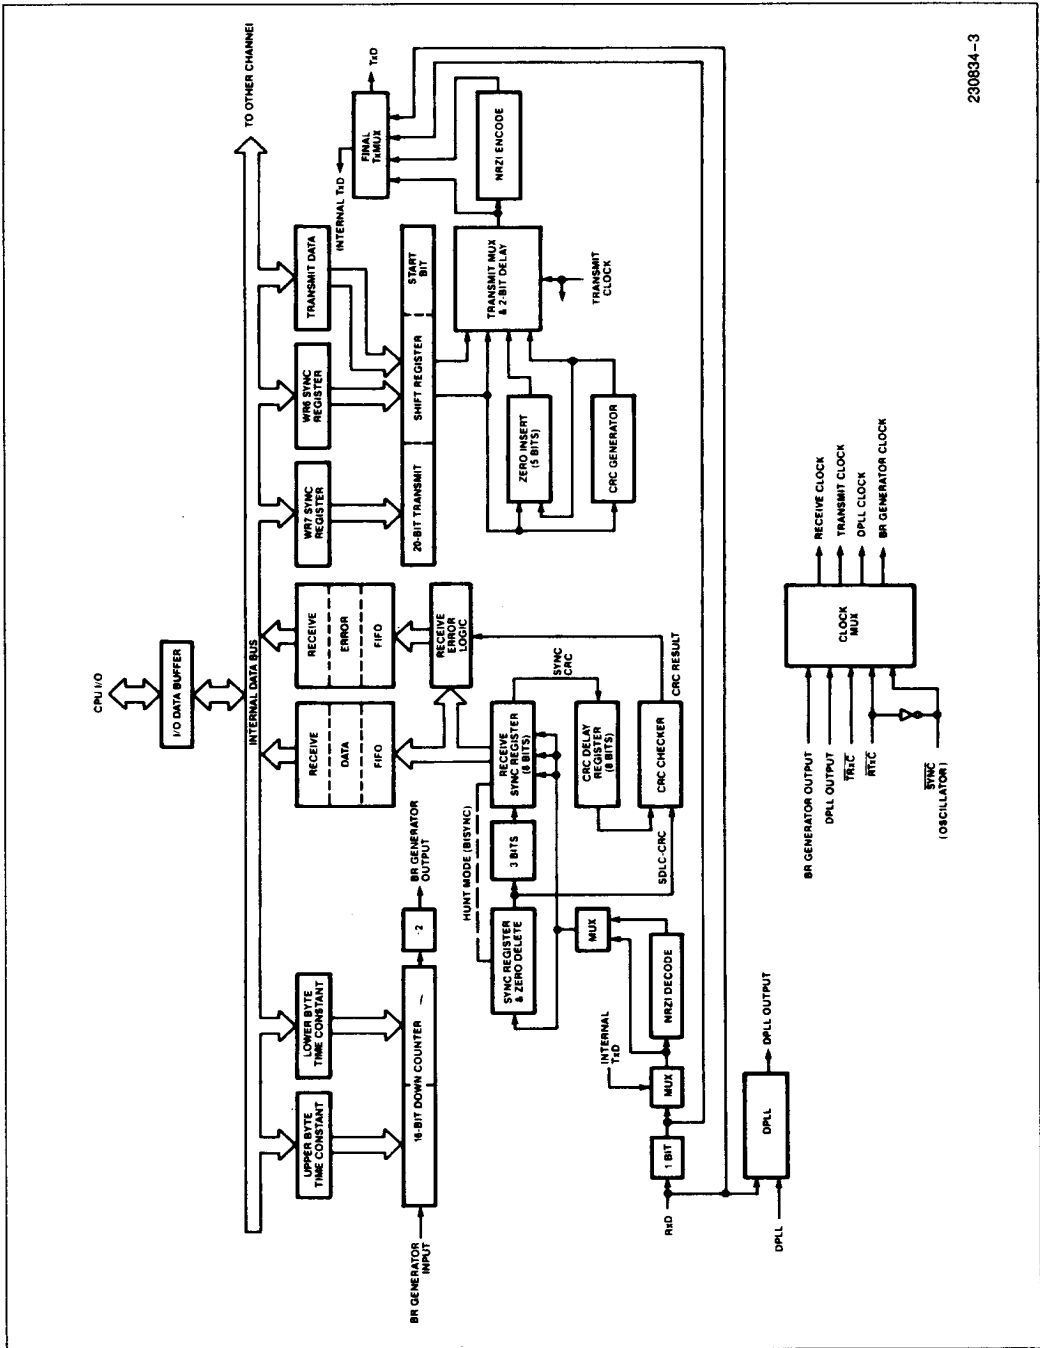 CPU I/O
I/O DATA BUFFER
INTERNAL DATA BUS
TO OTHER CHANNEL
UPPER BYTE
TIME CONSTANT
LOWER BYTE
TIME CONSTANT
BR GENERATOR
INPUT
16-BIT DOWN COUNTER
2
BR GENERATOR
OUTPUT
RECEIVE
DATA
FIFO
RECEIVE
ERROR
FIFO
RECEIVE
ERROR
LOGIC
WR7 SYNC
REGISTER
WR6 SYNC
REGISTER
TRANSMIT DATA
20-BIT TRANSMIT
SHIFT REGISTER
START
BIT
INTERNAL TxD
FINAL
TxMUX
TxD
NRZI ENCODE
TRANSMIT MUX
& 2-BIT DELAY
TRANSMIT
CLOCK
ZERO INSERT
(5 BITS)
CRC GENERATOR
HUNT MODE (BISYNC)
SYNC REGISTER
& ZERO DELETE
3 BITS
RECEIVE
SYNC REGISTER
(8 BITS)
SYNC
CRC
CRC DELAY
REGISTER
(8 BITS)
CRC CHECKER
CRC RESULT
SDLC-CRC
MUX
NRZI DECODE
INTERNAL
TxD
MUX
1 BIT
RxD
DPLL
DPLL
DPLL OUTPUT
BR GENERATOR OUTPUT
DPLL OUTPUT
TRxC
RTxC
SYNC
(OSCILLATOR)
CLOCK
MUX
RECEIVE CLOCK
TRANSMIT CLOCK
DPLL CLOCK
BR GENERATOR CLOCK
230834-3